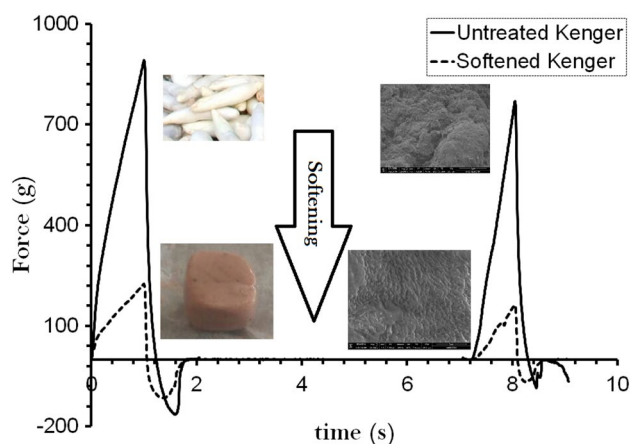 1000
Untreated Kenger
Softened Kenger
700
Softening
Force (g)
400
100
0 2 4 6 8 10
-200
time (s)